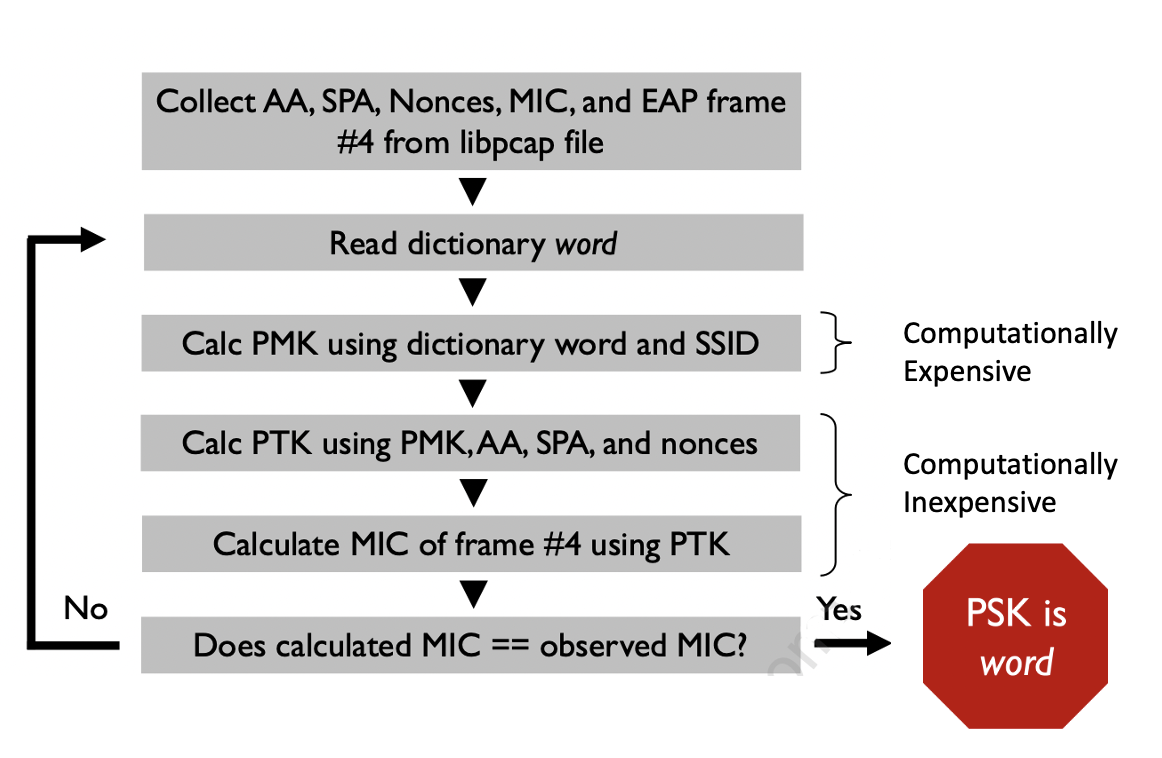 Collect AA, SPA, Nonces, MIC, and EAP frame
#4 from libpcap file
Read dictionary word
Calc PMK using dictionary word and SSID
Computationally
Expensive
Calc PTK using PMK, AA, SPA, and nonces
Computationally
Inexpensive
Calculate MIC of frame #4 using PTK
No
Yes
Does calculated MIC == observed MIC?
PSK is
word